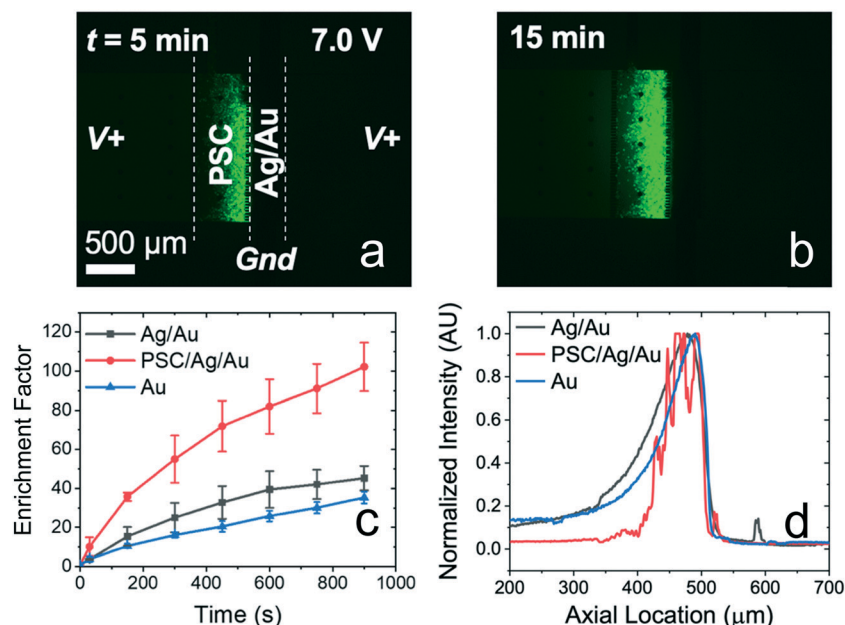 t = 5 min 7.0 V
V+ PSC Ag/Au V+
500 μm
Gnd
a
15 min
b
120
100
80
60
40
20
0
Enrichment Factor
Ag/Au
PSC/Ag/Au
Au
c
0 200 400 600 800 1000
Time (s)
1.0
0.8
0.6
0.4
0.2
0.0
Normalized Intensity (AU)
Ag/Au
PSC/Ag/Au
Au
d
200 300 400 500 600 700
Axial Location (μm)